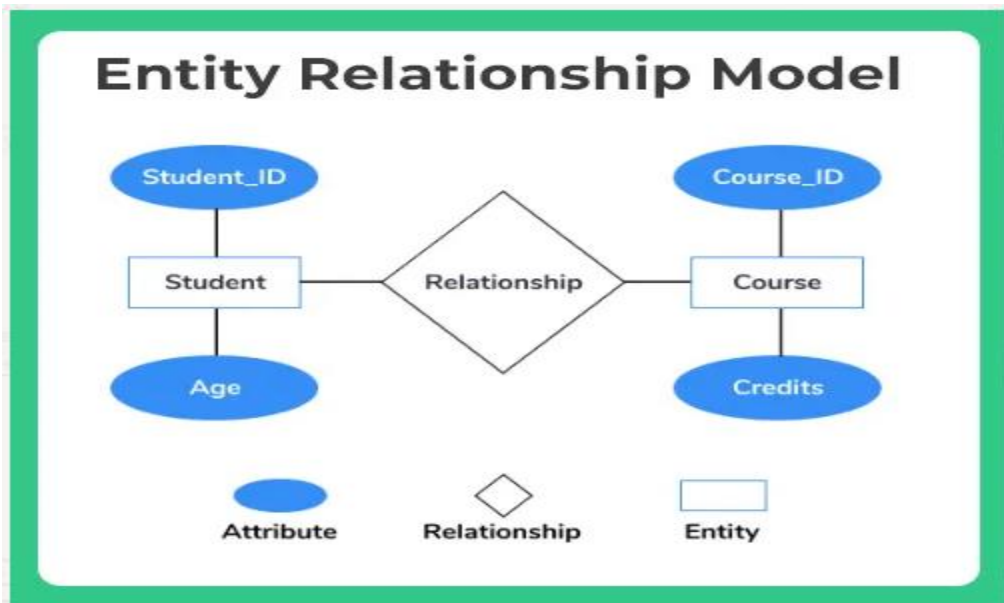 Entity Relationship Model
Student_ID
Course_ID
Student
Relationship
Course
Age
Credits
Attribute
Relationship
Entity